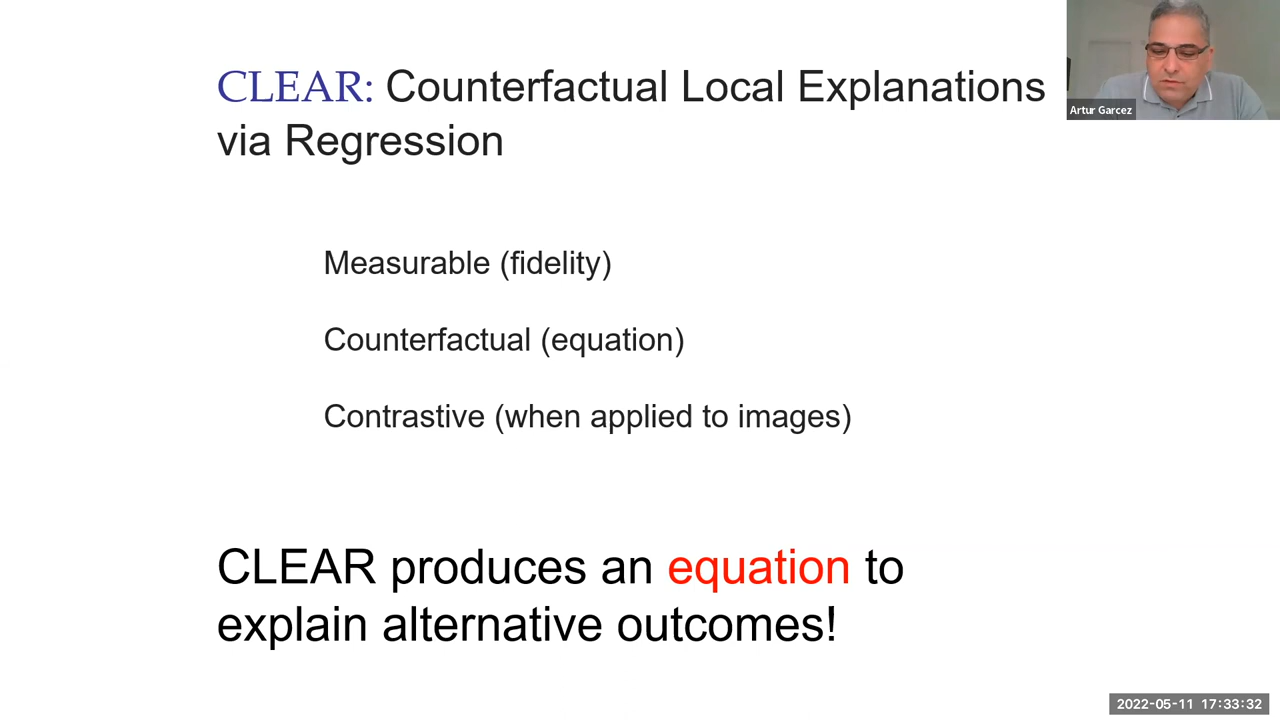 CLEAR: Counterfactual Local Explanations
via Regression
Artur Garcez
Measurable (fidelity)
Counterfactual (equation)
Contrastive (when applied to images)
CLEAR produces an equation to
explain alternative outcomes!
2022-05-11 17:33:32